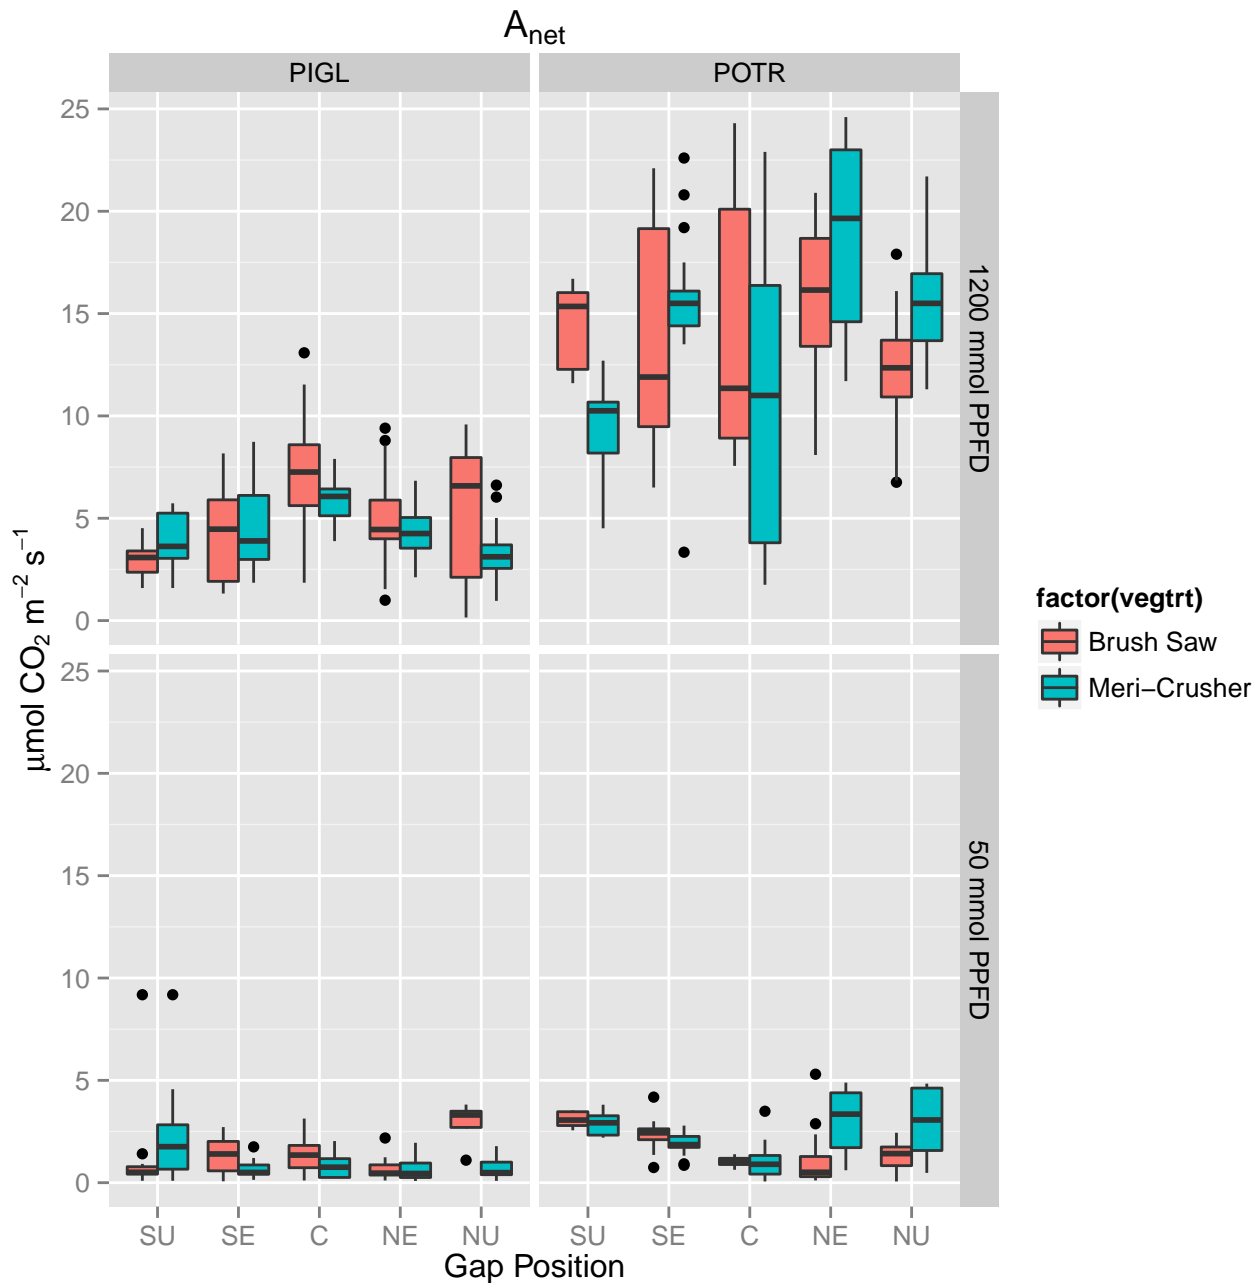 Anet
PIGL
POTR
25
20
15
10
5
0
1200 mmol PPFD
25
20
15
10
5
0
50 mmol PPFD
μmol CO2 m−2 s−1
SU SE C NE NU
SU SE C NE NU
Gap Position
factor(vegtrt)
Brush Saw
Meri−Crusher